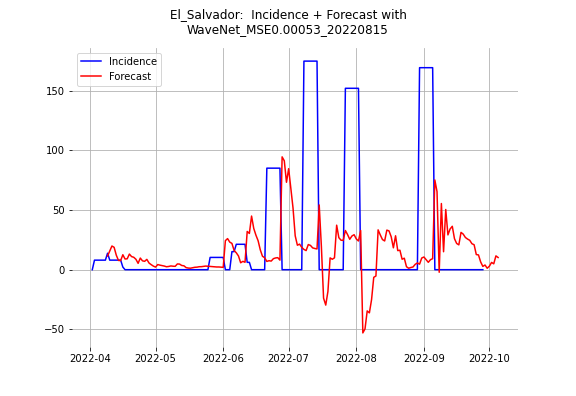 El_Salvador:  Incidence + Forecast with
WaveNet_MSE0.00053_20220815
Incidence
Forecast
150
100
50
0
−50
2022-04 2022-05 2022-06 2022-07 2022-08 2022-09 2022-10